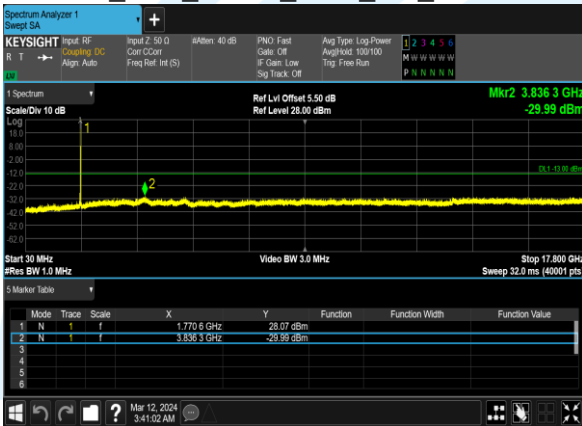 Spectrum Analyzer 1
Swept SA
+
KEYSIGHT Input: RF Input Z: 50 Ω #Atten: 40 dB PNO: Fast Avg Type: Log-Power 1 2 3 4 5 6
R T Coupling: DC Corr CCorr Gate: Off Avg|Hold: 100/100 M W W W W W
Align: Auto Freq Ref: Int (S) IF Gain: Low Trig: Free Run
LU Sig Track: Off P N N N N N
1 Spectrum Ref Lvl Offset 5.50 dB Mkr2 3.836 3 GHz
Scale/Div 10 dB Ref Level 28.00 dBm -29.99 dBm
Log
18.0
8.00
-2.00
-12.0
-22.0
-32.0
-42.0
-52.0
-62.0
1
2
DL1 -13.00 dBm
Start 30 MHz Video BW 3.0 MHz Stop 17.800 GHz
#Res BW 1.0 MHz Sweep 32.0 ms (40001 pts)
5 Marker Table
Mode Trace Scale X Y Function Function Width Function Value
1 N 1 f 1.770 6 GHz 28.07 dBm
2 N 1 f 3.836 3 GHz -29.99 dBm
3
4
5
6
? Mar 12, 2024
3:41:02 AM